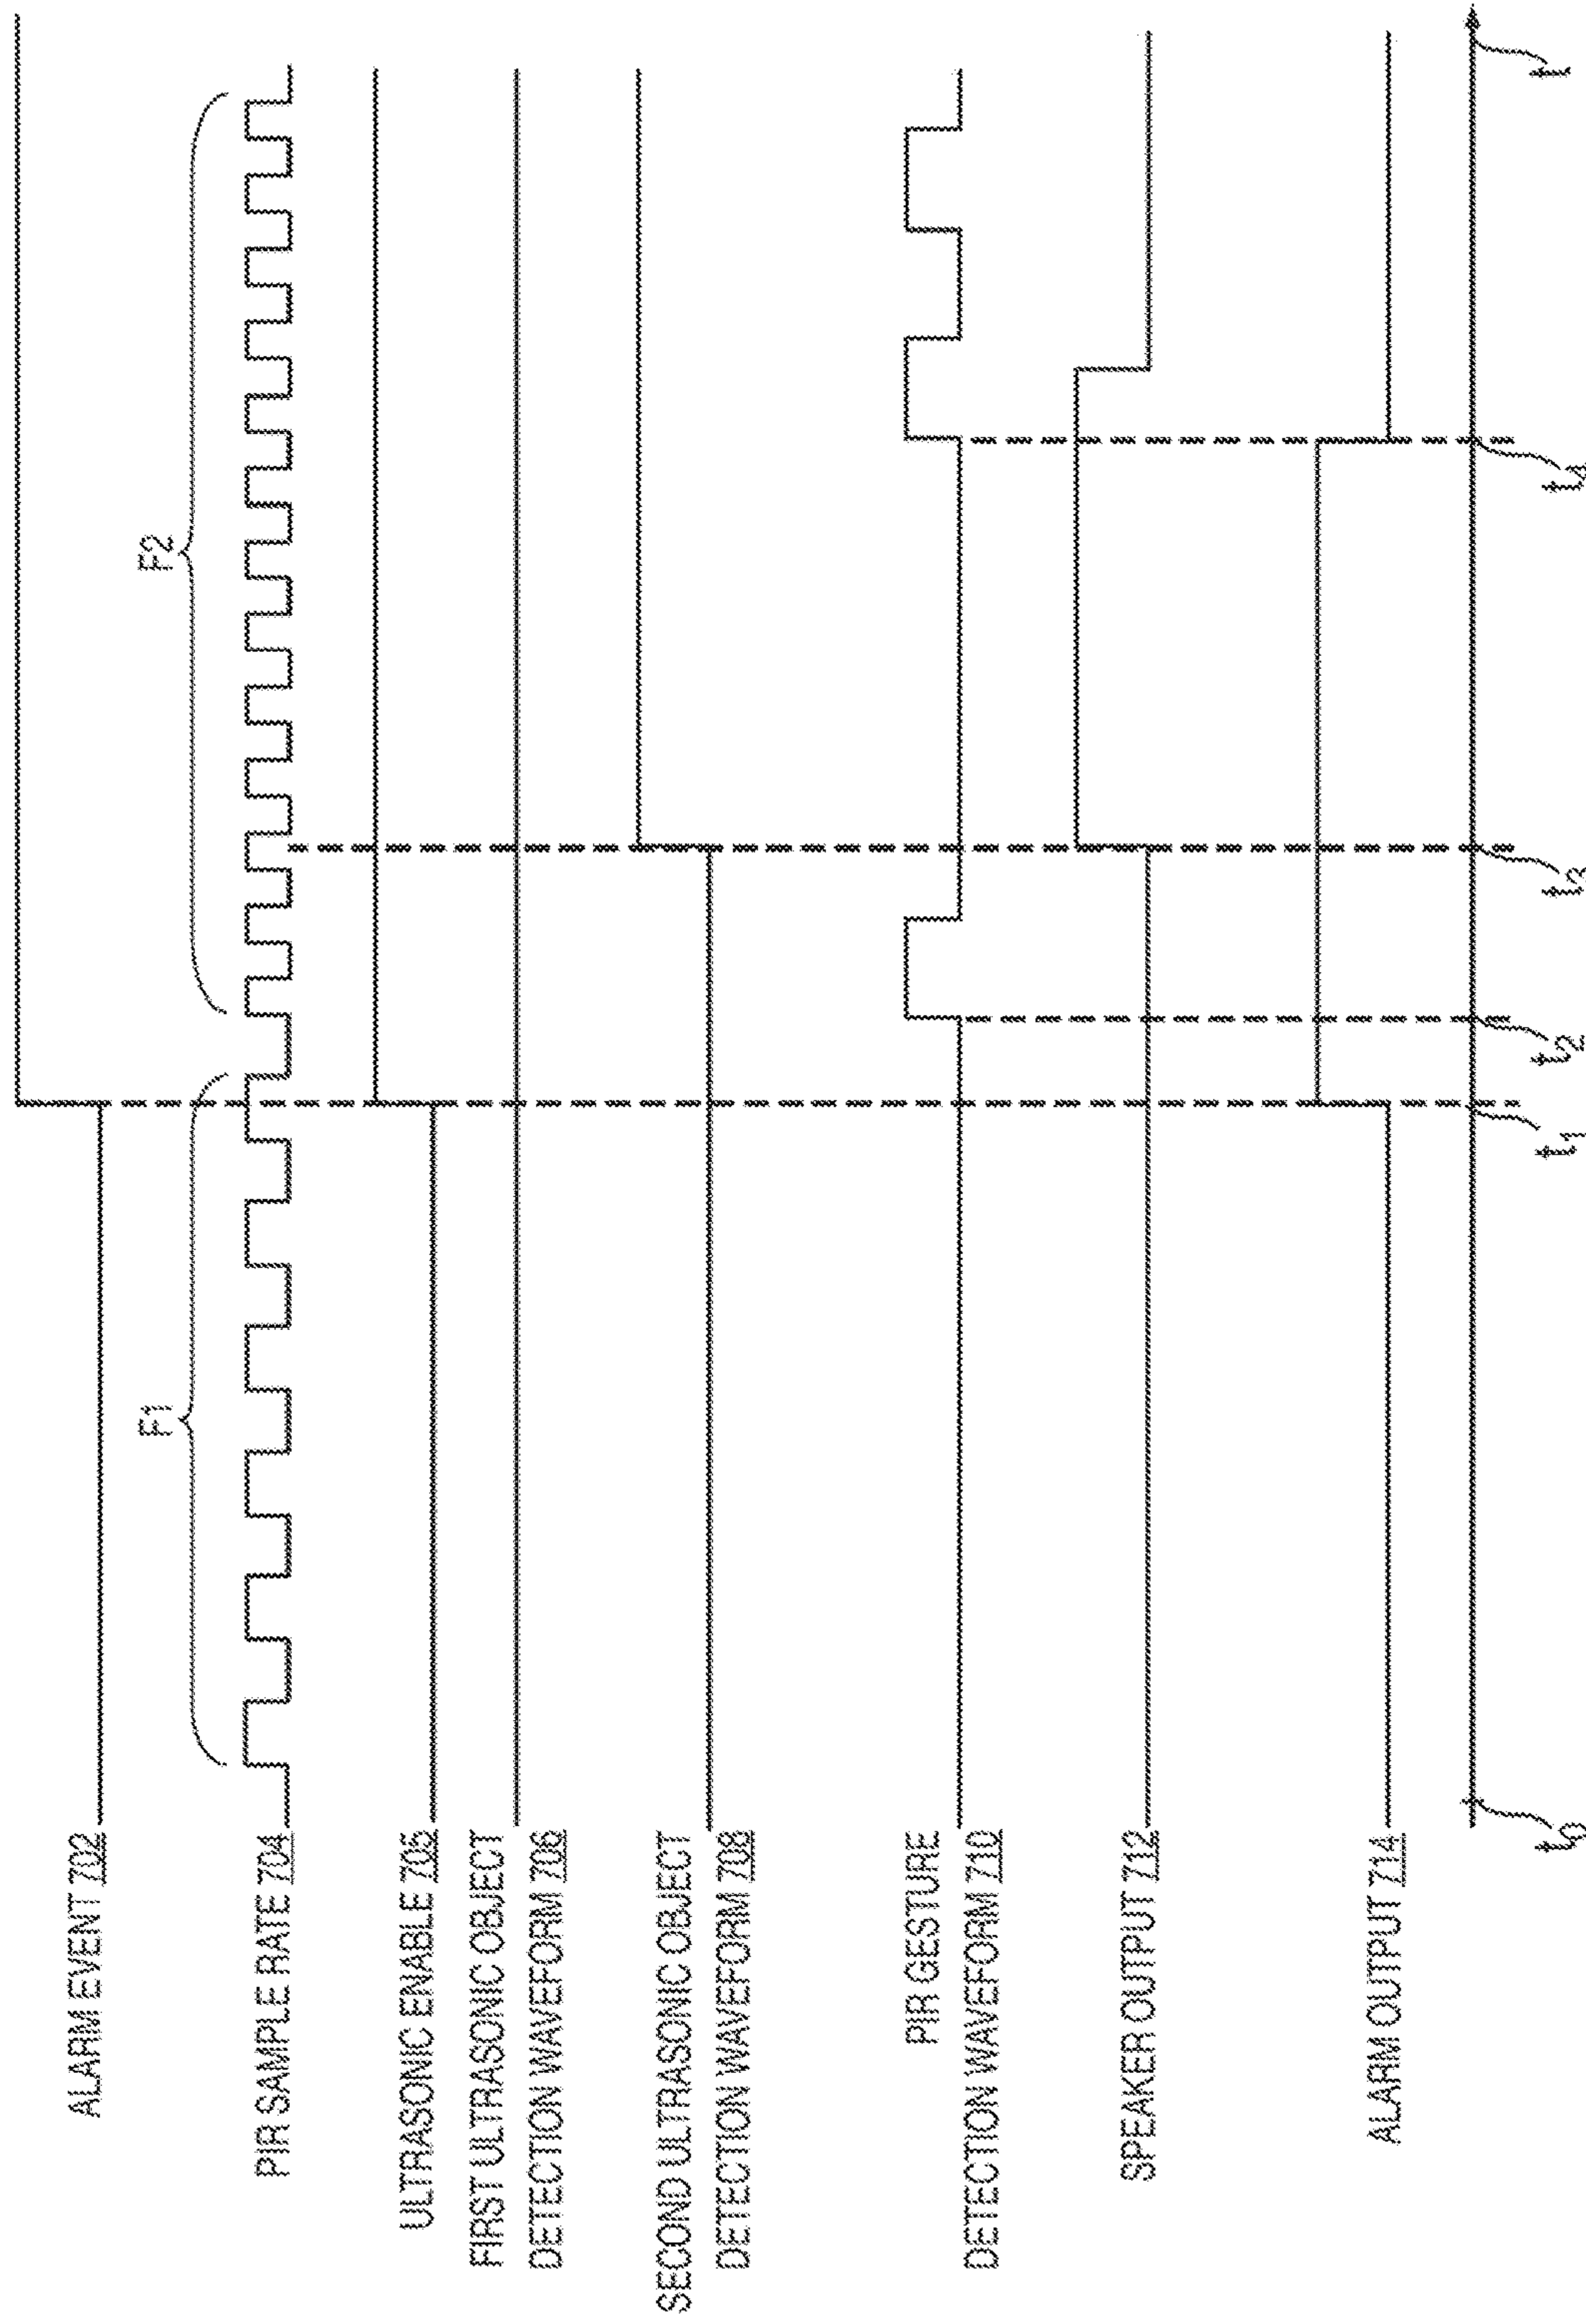 ALARM EVENT 702
F1
F2
PIR SAMPLE RATE 704
ULTRASONIC ENABLE 705
FIRST ULTRASONIC OBJECT
DETECTION WAVEFORM 706
SECOND ULTRASONIC OBJECT
DETECTION WAVEFORM 708
PIR GESTURE
DETECTION WAVEFORM 710
SPEAKER OUTPUT 712
ALARM OUTPUT 714
t0
t1
t2
t3
t4
t